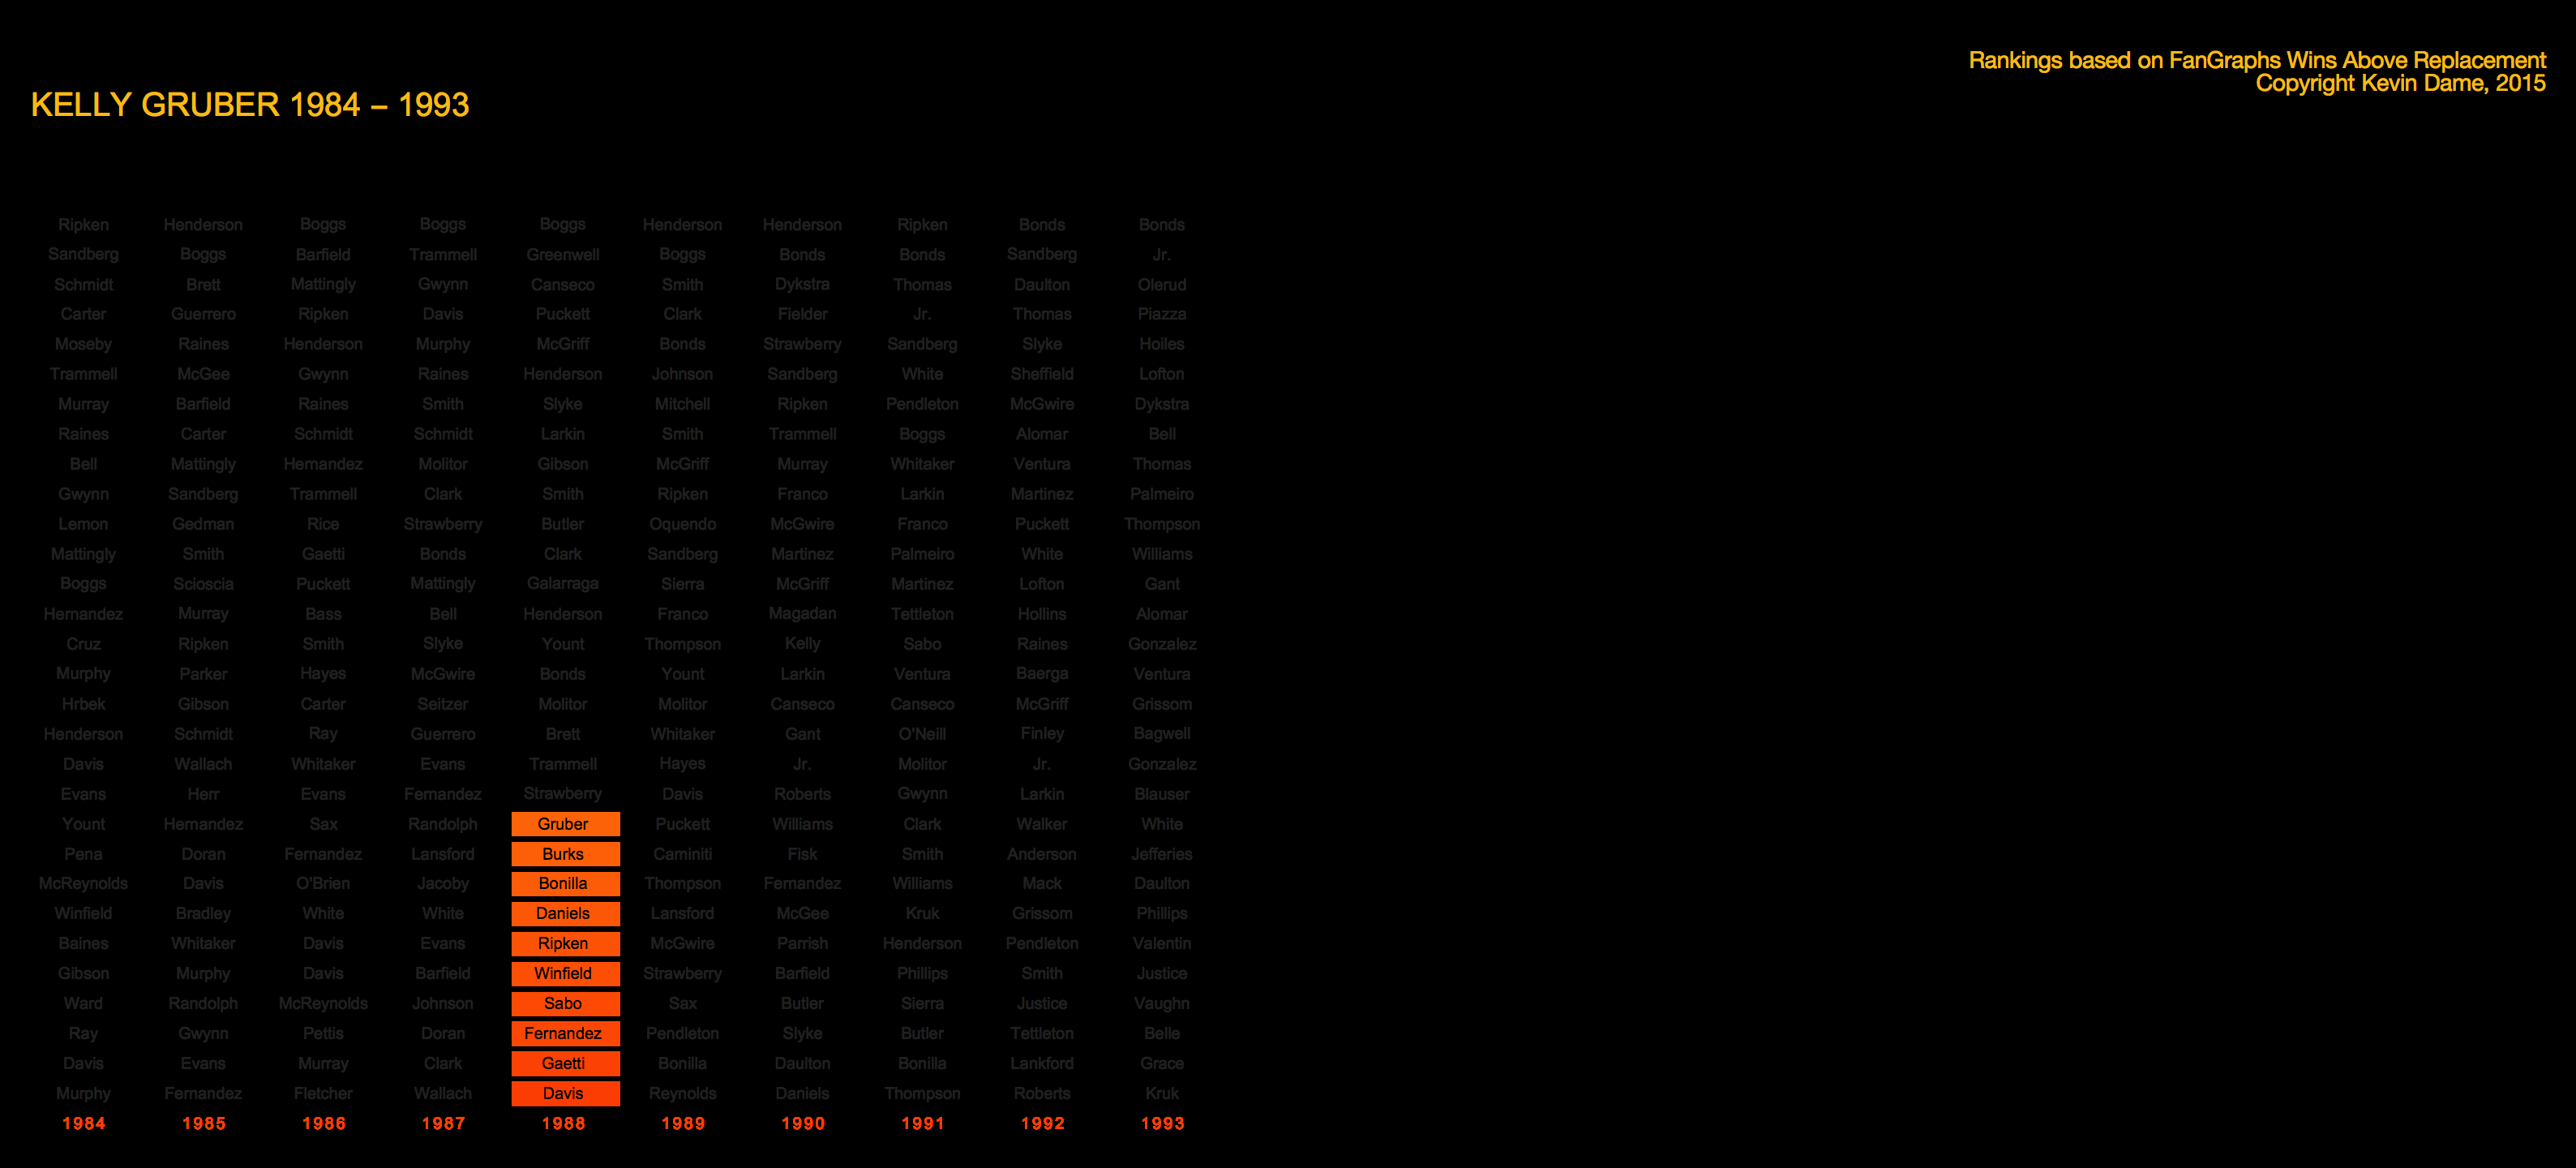 Rankings based on FanGraphs Wins Above Replacement
Copyright Kevin Dame, 2015
KELLY GRUBER 1984 – 1993
Ripken Henderson Boggs Boggs Boggs Henderson Henderson Ripken Bonds Bonds
Sandberg Boggs Barfield Trammell Greenwell Boggs Bonds Bonds Sandberg Jr.
Schmidt Brett Mattingly Gwynn Canseco Smith Dykstra Thomas Daulton Olerud
Carter Guerrero Ripken Davis Puckett Clark Fielder Jr. Thomas Piazza
Moseby Raines Henderson Murphy McGriff Bonds Strawberry Sandberg Slyke Hoiles
Trammell McGee Gwynn Raines Henderson Johnson Sandberg White Sheffield Lofton
Murray Barfield Raines Smith Slyke Mitchell Ripken Pendleton McGwire Dykstra
Raines Carter Schmidt Schmidt Larkin Smith Trammell Boggs Alomar Bell
Bell Mattingly Hernandez Molitor Gibson McGriff Murray Whitaker Ventura Thomas
Gwynn Sandberg Trammell Clark Smith Ripken Franco Larkin Martinez Palmeiro
Lemon Gedman Rice Strawberry Butler Oquendo McGwire Franco Puckett Thompson
Mattingly Smith Gaetti Bonds Clark Sandberg Martinez Palmeiro White Williams
Boggs Scioscia Puckett Mattingly Galarraga Sierra McGriff Martinez Lofton Gant
Hernandez Murray Bass Bell Henderson Franco Magadan Tettleton Hollins Alomar
Cruz Ripken Smith Slyke Yount Thompson Kelly Sabo Raines Gonzalez
Murphy Parker Hayes McGwire Bonds Yount Larkin Ventura Baerga Ventura
Hrbek Gibson Carter Seitzer Molitor Molitor Canseco Canseco McGriff Grissom
Henderson Schmidt Ray Guerrero Brett Whitaker Gant O'Neill Finley Bagwell
Davis Wallach Whitaker Evans Trammell Hayes Jr. Molitor Jr. Gonzalez
Evans Herr Evans Fernandez Strawberry Davis Roberts Gwynn Larkin Blauser
Yount Hernandez Sax Randolph Gruber Puckett Williams Clark Walker White
Pena Doran Fernandez Lansford Burks Caminiti Fisk Smith Anderson Jefferies
McReynolds Davis O'Brien Jacoby Bonilla Thompson Fernandez Williams Mack Daulton
Winfield Bradley White White Daniels Lansford McGee Kruk Grissom Phillips
Baines Whitaker Davis Evans Ripken McGwire Parrish Henderson Pendleton Valentin
Gibson Murphy Davis Barfield Winfield Strawberry Barfield Phillips Smith Justice
Ward Randolph McReynolds Johnson Sabo Sax Butler Sierra Justice Vaughn
Ray Gwynn Pettis Doran Fernandez Pendleton Slyke Butler Tettleton Belle
Davis Evans Murray Clark Gaetti Bonilla Daulton Bonilla Lankford Grace
Murphy Fernandez Fletcher Wallach Davis Reynolds Daniels Thompson Roberts Kruk
1984 1985 1986 1987 1988 1989 1990 1991 1992 1993